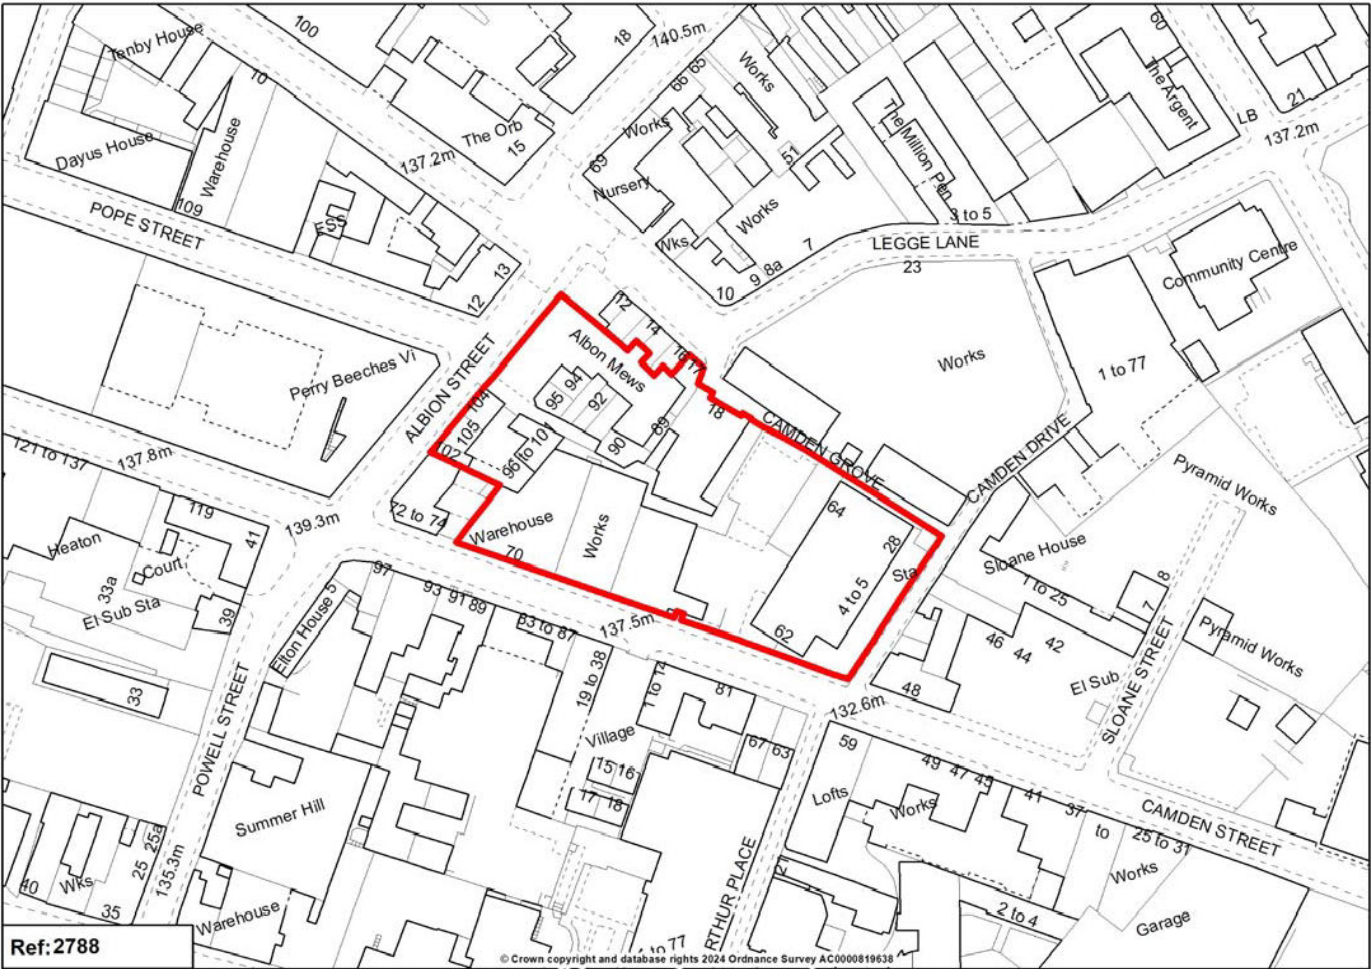 Tenby House
100
18
140.5m
66 65
Works
60
The Argent
21
LB
137.2m
10
Warehouse
The Orb
15
137.2m
Works
69
Nursery
51
The Million Pen
Dayus House
109
POPE STREET
ESS
13
12
Wks
Works
7
8a
9
10
3 to 5
LEGGE LANE
23
Community Centre
12
14
16
17
Albon Mews
Works
1 to 77
Perry Beeches Vi
ALBION STREET
104
105
102
94
95
92
96 to 101
90
89
18
CAMDEN GROVE
CAMDEN DRIVE
Pyramid Works
121 to 137
137.8m
119
139.3m
72 to 74
Warehouse
70
Works
64
28
Sta
4 to 5
62
Sloane House
1 to 25
8
7
Heaton
Court
41
33a
El Sub Sta
39
97
93
91
89
83 to 87
137.5m
Elton House 5
46
44
42
El Sub
48
Pyramid Works
SLOANE STREET
33
POWELL STREET
19 to 38
1 to 14
81
132.6m
Village
15 16
17
18
67 63
59
Lofts
49
47
45
Works
41
37
to
25 to 31
CAMDEN STREET
Summer Hill
Works
25
25a
135.3m
40
Wks
35
Warehouse
RTHUR PLACE
2
2 to 4
Garage
to 77
Ref: 2788
© Crown copyright and database rights 2024 Ordnance Survey AC0000819638